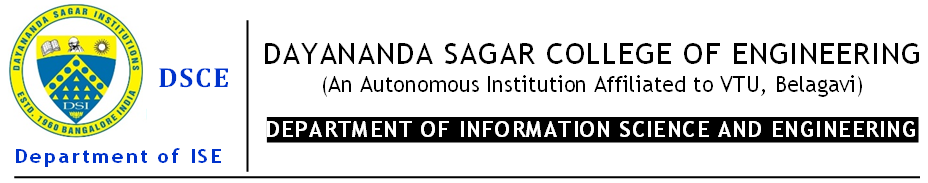 DAYANANDA SAGAR INSTITUTIONS
DSI
ESTD. 1960 BANGALORE INDIA
DSCE
Department of ISE
DAYANANDA SAGAR COLLEGE OF ENGINEERING
(An Autonomous Institution Affiliated to VTU, Belagavi)
DEPARTMENT OF INFORMATION SCIENCE AND ENGINEERING